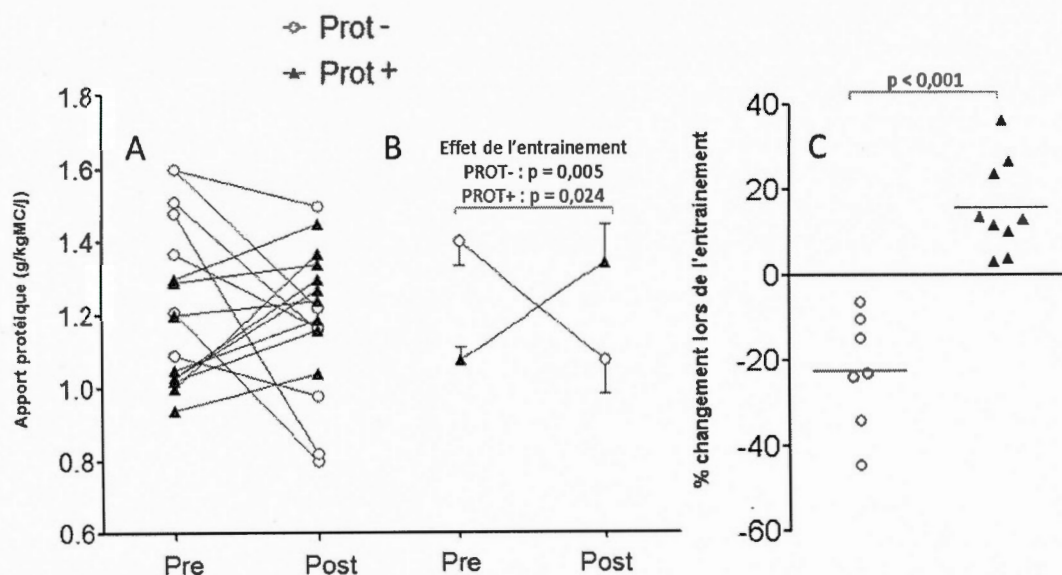 Prot -
Prot +
Apport protéique (g/kgMC/j)
1.8
1.6
1.4
1.2
1.0
0.8
0.6
A
Pre
Post
B
Effet de l'entrainement
PROT- : p = 0,005
PROT+ : p = 0,024
Pre
Post
% changement lors de l'entrainement
p < 0,001
C
40
20
0
-20
-40
-60